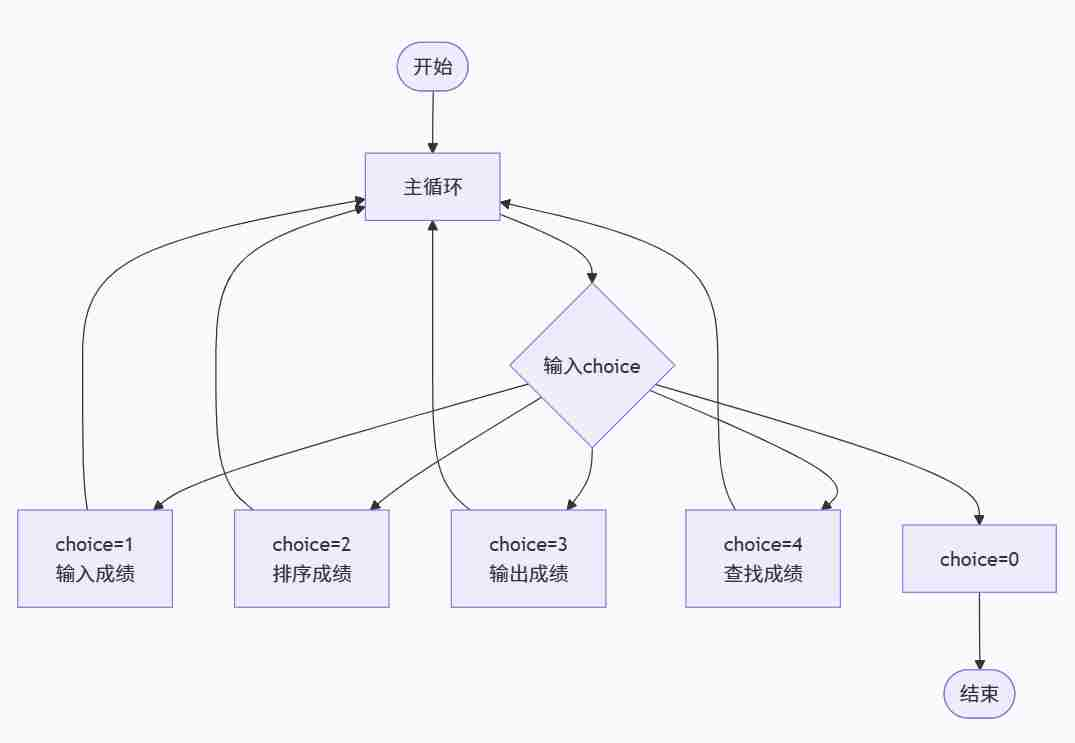 开始
主循环
输入choice
choice=1
输入成绩
choice=2
排序成绩
choice=3
输出成绩
choice=4
查找成绩
choice=0
结束